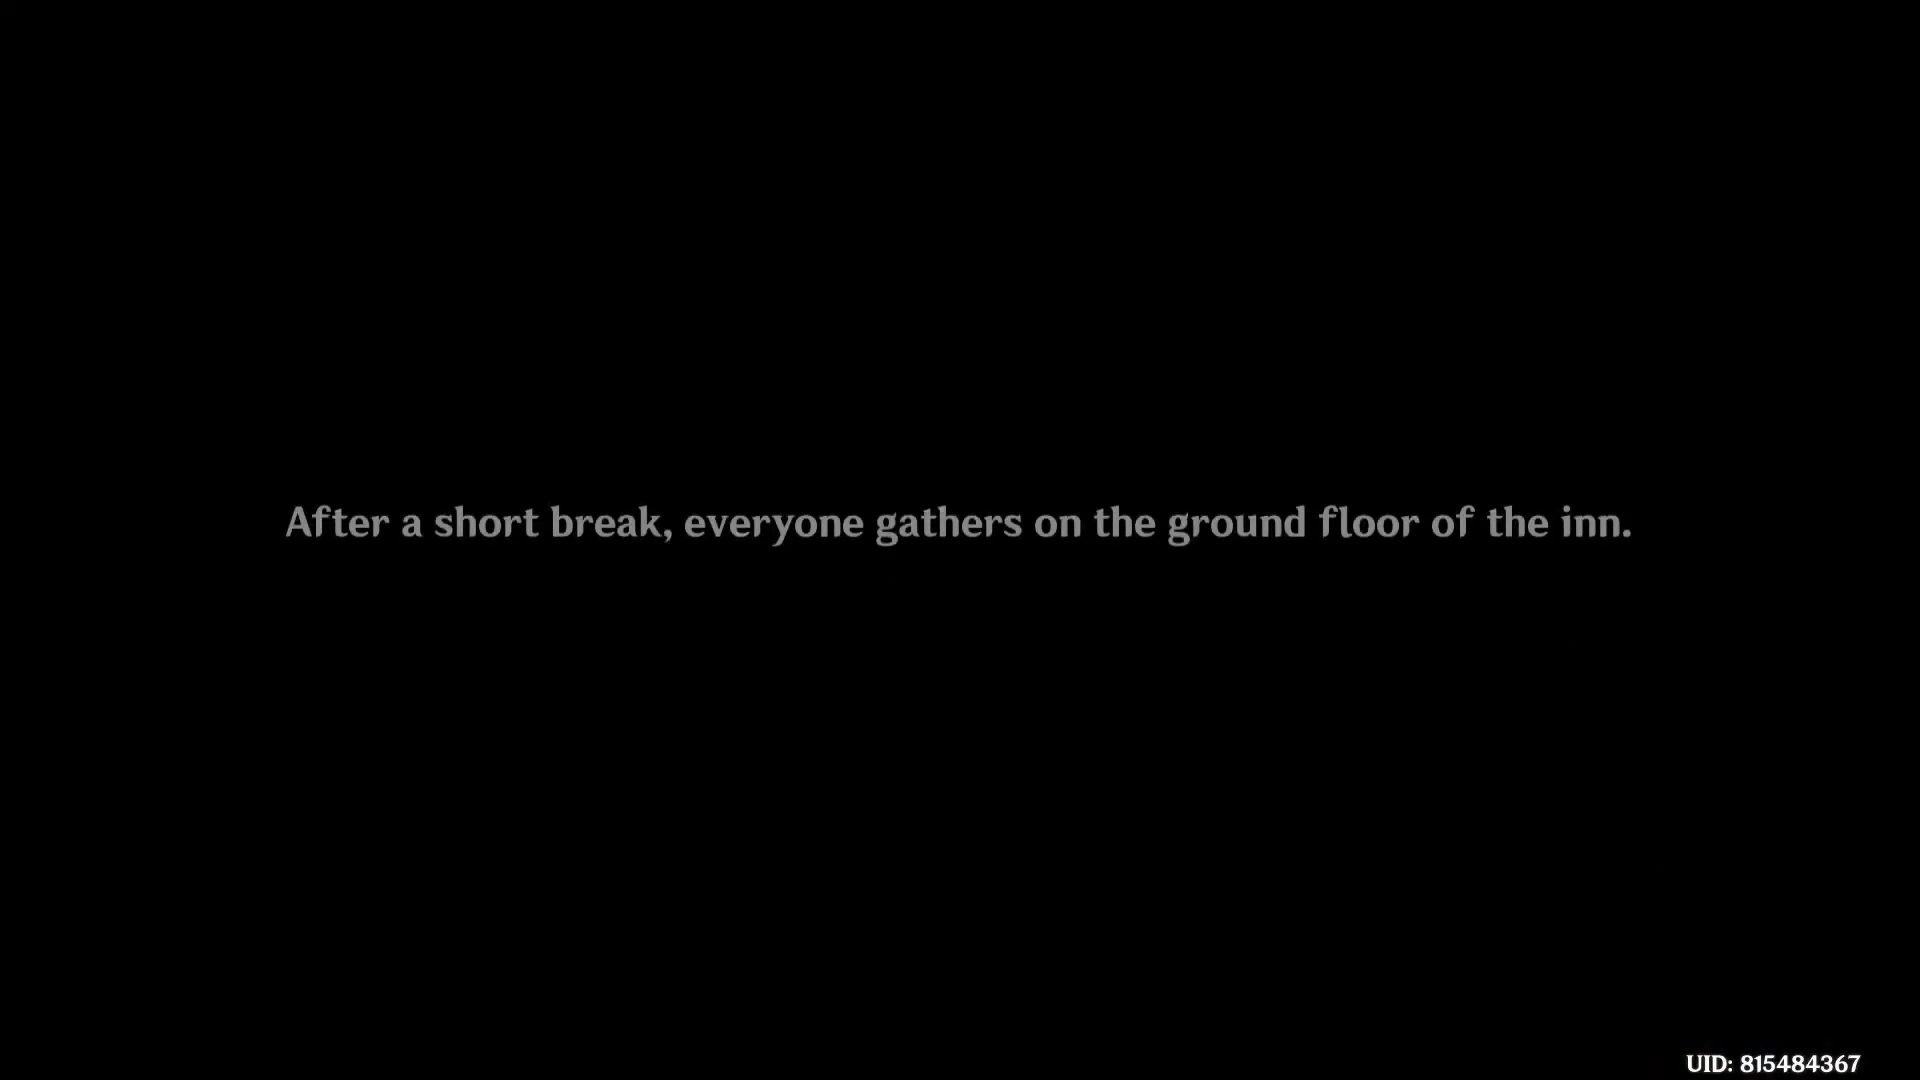 After a short break, everyone gathers on the ground floor of the inn.
UID: 815484367